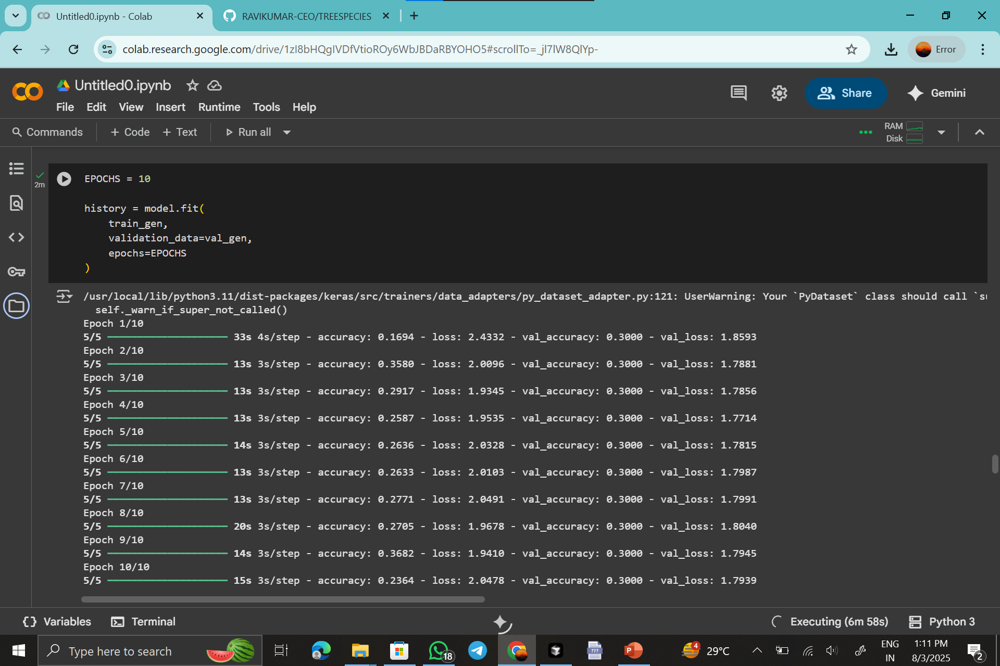 Untitled0.ipynb - Colab
RAVIKUMAR-CEO/TREESPECIES
colab.research.google.com/drive/1zI8bHQgIVDfVtioROy6WbJBDaRBYOHO5#scrollTo=_jl7lW8QlYp-
Error
Untitled0.ipynb
File Edit View Insert Runtime Tools Help
Share
Gemini
Commands + Code + Text Run all
RAM
Disk
2m
EPOCHS = 10
history = model.fit(
train_gen,
validation_data=val_gen,
epochs=EPOCHS
)
/usr/local/lib/python3.11/dist-packages/keras/src/trainers/data_adapters/py_dataset_adapter.py:121: UserWarning: Your `PyDataset` class should call `su
self._warn_if_super_not_called()
Epoch 1/10
5/5 33s 4s/step - accuracy: 0.1694 - loss: 2.4332 - val_accuracy: 0.3000 - val_loss: 1.8593
Epoch 2/10
5/5 13s 3s/step - accuracy: 0.3580 - loss: 2.0096 - val_accuracy: 0.3000 - val_loss: 1.7881
Epoch 3/10
5/5 13s 3s/step - accuracy: 0.2917 - loss: 1.9345 - val_accuracy: 0.3000 - val_loss: 1.7856
Epoch 4/10
5/5 13s 3s/step - accuracy: 0.2587 - loss: 1.9535 - val_accuracy: 0.3000 - val_loss: 1.7714
Epoch 5/10
5/5 14s 3s/step - accuracy: 0.2636 - loss: 2.0328 - val_accuracy: 0.3000 - val_loss: 1.7815
Epoch 6/10
5/5 13s 3s/step - accuracy: 0.2633 - loss: 2.0103 - val_accuracy: 0.3000 - val_loss: 1.7987
Epoch 7/10
5/5 13s 3s/step - accuracy: 0.2771 - loss: 2.0491 - val_accuracy: 0.3000 - val_loss: 1.7991
Epoch 8/10
5/5 20s 3s/step - accuracy: 0.2705 - loss: 1.9678 - val_accuracy: 0.3000 - val_loss: 1.8040
Epoch 9/10
5/5 14s 3s/step - accuracy: 0.3682 - loss: 1.9410 - val_accuracy: 0.3000 - val_loss: 1.7945
Epoch 10/10
5/5 15s 3s/step - accuracy: 0.2364 - loss: 2.0478 - val_accuracy: 0.3000 - val_loss: 1.7939
Variables Terminal
Executing (6m 58s) Python 3
Type here to search
18
4
29°C
ENG
IN
1:11 PM
8/3/2025
2